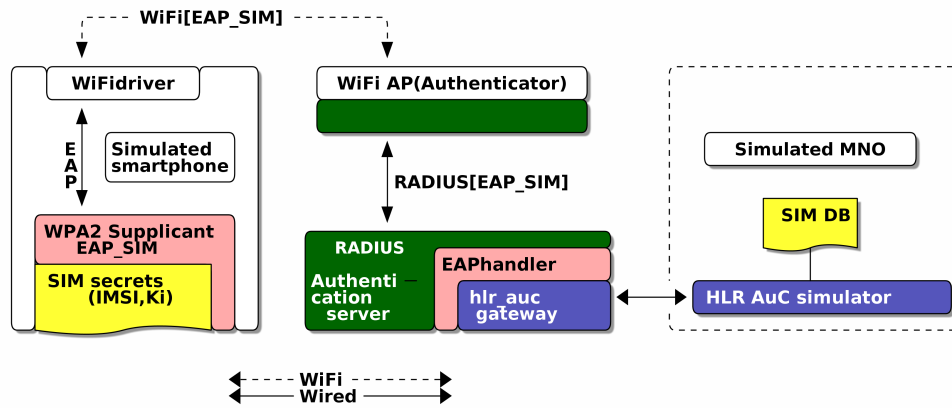 WiFi[EAP_SIM]
WiFidriver
WiFi AP(Authenticator)
E
A
P
Simulated
smartphone
Simulated MNO
RADIUS[EAP_SIM]
WPA2 Supplicant
EAP_SIM
SIM secrets
(IMSI,Ki)
RADIUS
Authenti–
cation
server
EAPhandler
hlr_auc
gateway
SIM DB
HLR AuC simulator
WiFi
Wired